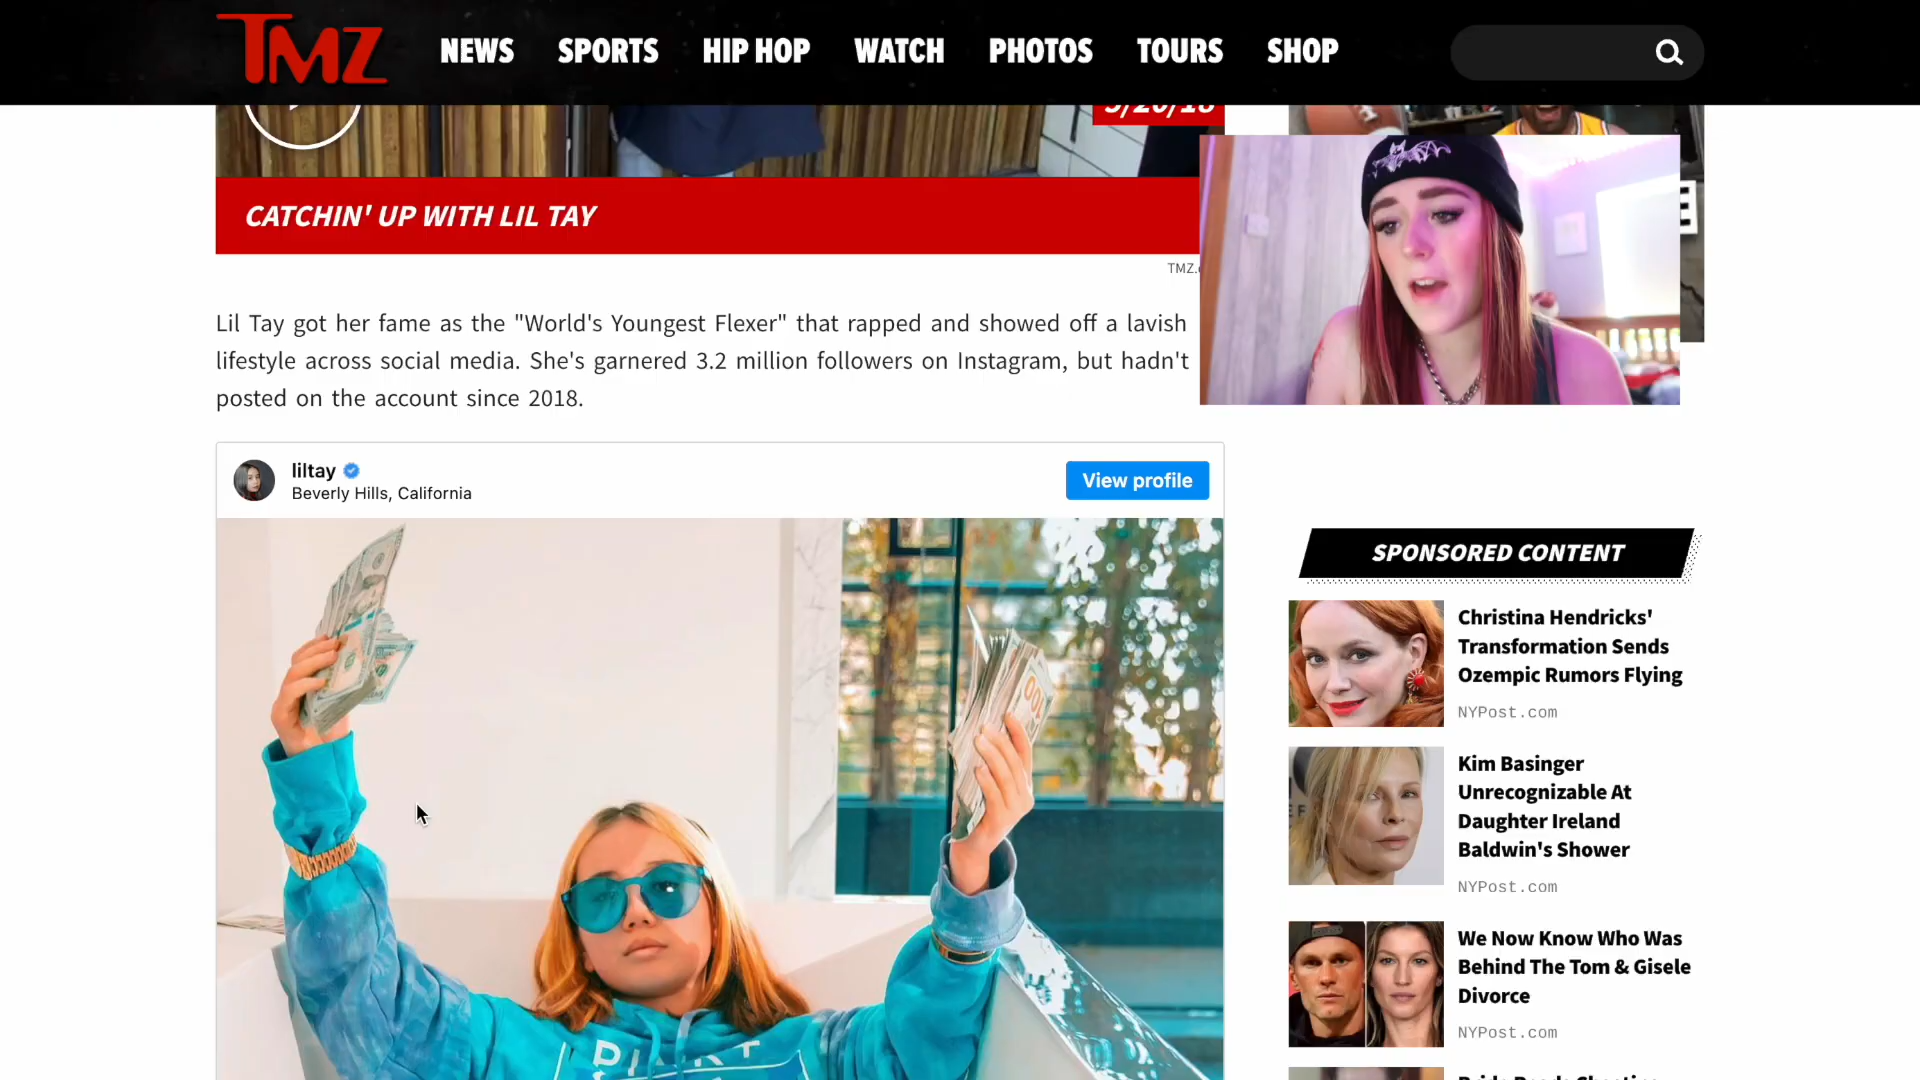 TMZ
NEWS SPORTS HIP HOP WATCH PHOTOS TOURS SHOP
5/20/18
CATCHIN' UP WITH LIL TAY
TMZ.
Lil Tay got her fame as the "World's Youngest Flexer" that rapped and showed off a lavish
lifestyle across social media. She's garnered 3.2 million followers on Instagram, but hadn't
posted on the account since 2018.
liltay
Beverly Hills, California
View profile
SPONSORED CONTENT
Christina Hendricks'
Transformation Sends
Ozempic Rumors Flying
NYPost.com
Kim Basinger
Unrecognizable At
Daughter Ireland
Baldwin's Shower
NYPost.com
We Now Know Who Was
Behind The Tom & Gisele
Divorce
NYPost.com